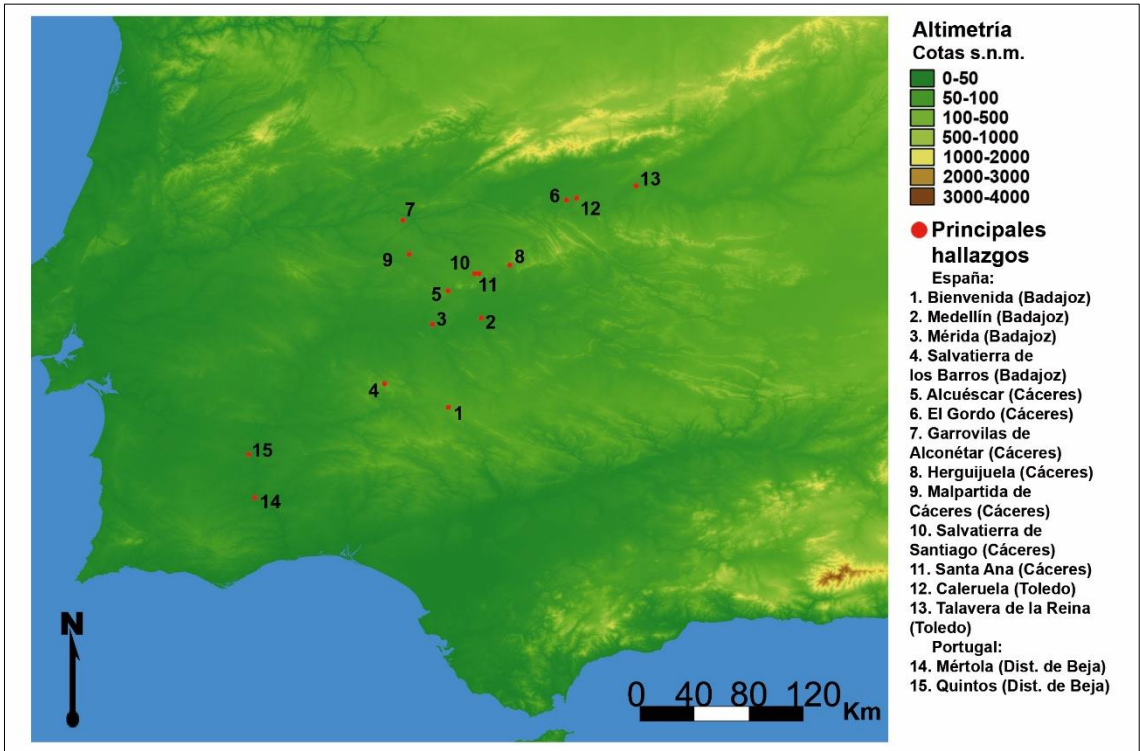 13
6
12
7
9
10
8
11
5
3
2
4
1
15
14
N
0 40 80 120 Km
Altimetría
Cotas s.n.m.
0-50
50-100
100-500
500-1000
1000-2000
2000-3000
3000-4000
Principales
hallazgos
España:
1. Bienvenida (Badajoz)
2. Medellín (Badajoz)
3. Mérida (Badajoz)
4. Salvatierra de
los Barros (Badajoz)
5. Alcuéscar (Cáceres)
6. El Gordo (Cáceres)
7. Garrovilas de
Alconétar (Cáceres)
8. Herguijuela (Cáceres)
9. Malpartida de
Cáceres (Cáceres)
10. Salvatierra de
Santiago (Cáceres)
11. Santa Ana (Cáceres)
12. Caleruela (Toledo)
13. Talavera de la Reina
(Toledo)
Portugal:
14. Mértola (Dist. de Beja)
15. Quintos (Dist. de Beja)